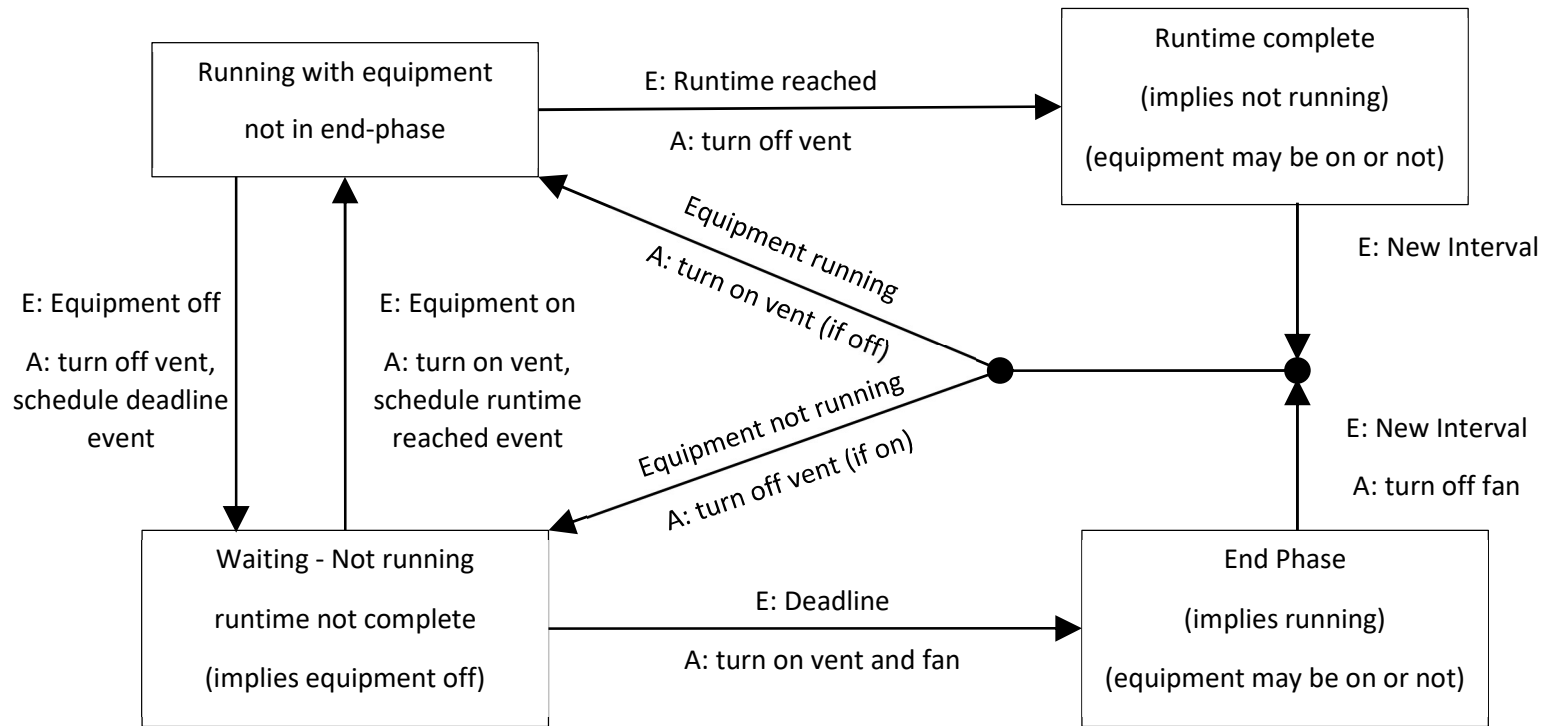 Running with equipment
not in end-phase
E: Runtime reached
A: turn off vent
Runtime complete
(implies not running)
(equipment may be on or not)
E: New Interval
Equipment running
A: turn on vent (if off)
E: Equipment off
A: turn off vent,
schedule deadline
event
E: Equipment on
A: turn on vent,
schedule runtime
reached event
Equipment not running
A: turn off vent (if on)
E: New Interval
A: turn off fan
Waiting - Not running
runtime not complete
(implies equipment off)
E: Deadline
A: turn on vent and fan
End Phase
(implies running)
(equipment may be on or not)